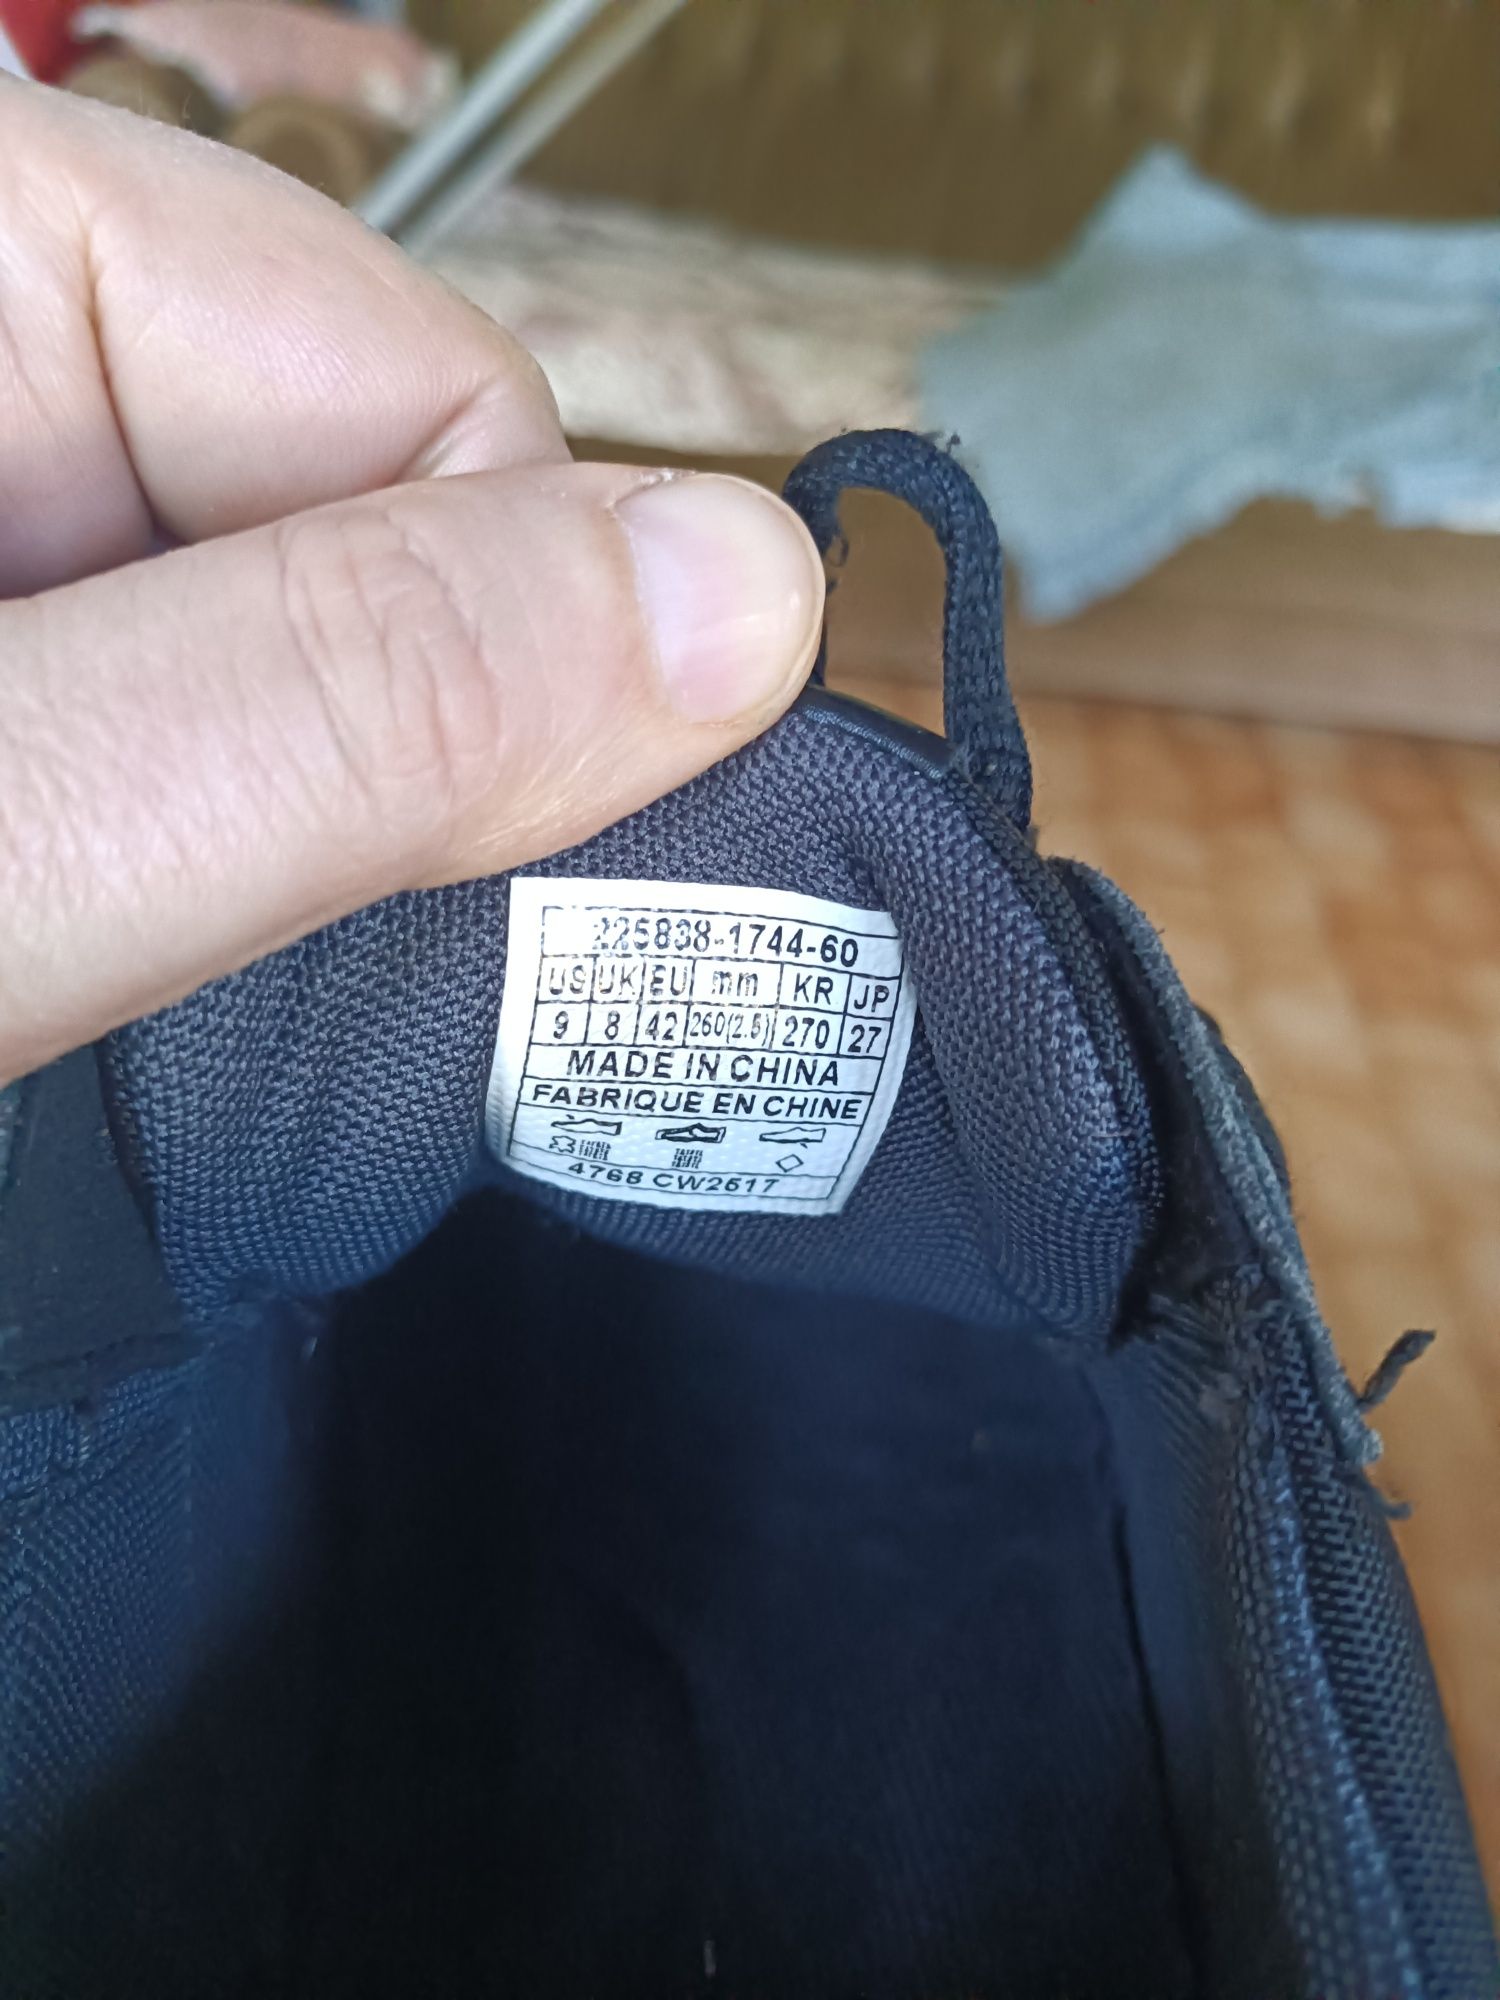 225838-1744-60
US UK EU mm KR JP
9 8 42 260(2.5) 270 27
MADE IN CHINA
FABRIQUE EN CHINE
4768 CW2517